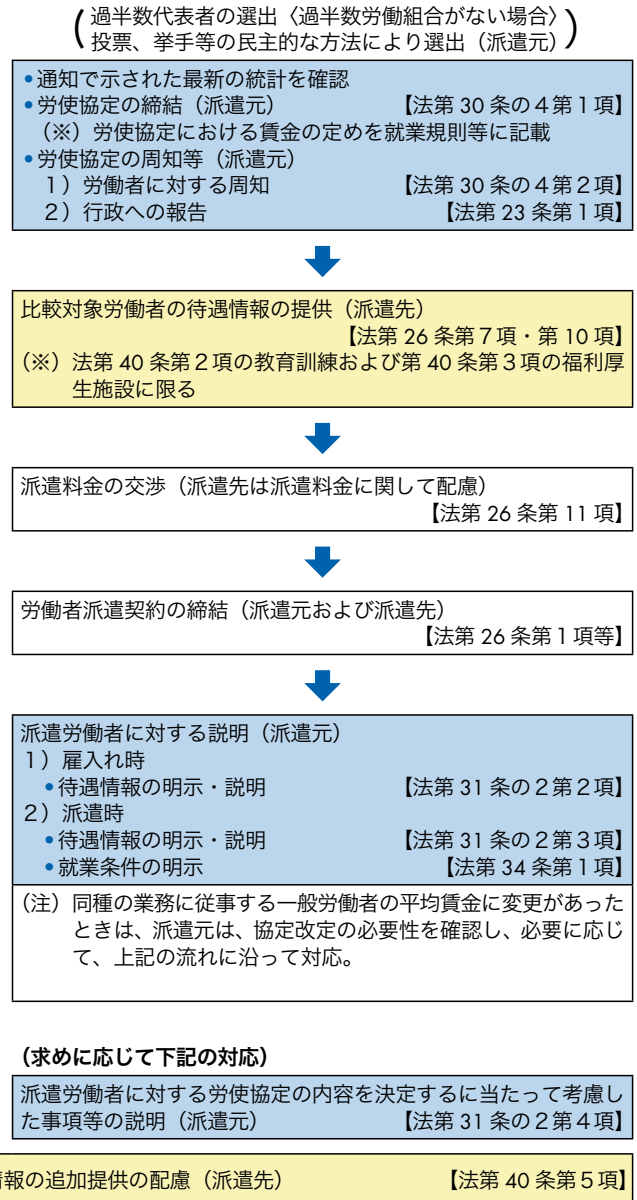 過半数代表者の選出〈過半数労働組合がない場合〉
投票、挙手等の民主的な方法により選出（派遣元）
•通知で示された最新の統計を確認
•労使協定の締結（派遣元）【法第 30 条の４第１項】
（※）労使協定における賃金の定めを就業規則等に記載
•労使協定の周知等（派遣元）
１）労働者に対する周知【法第 30 条の４第２項】
２）行政への報告【法第 23 条第１項】
比較対象労働者の待遇情報の提供（派遣先）
【法第 26 条第７項・第 10 項】
（※）法第 40 条第２項の教育訓練および第 40 条第３項の福利厚
生施設に限る
派遣料金の交渉（派遣先は派遣料金に関して配慮）
【法第 26 条第 11 項】
労働者派遣契約の締結（派遣元および派遣先）
【法第 26 条第１項等】
派遣労働者に対する説明（派遣元）
１）雇入れ時
•待遇情報の明示・説明【法第 31 条の２第２項】
２）派遣時
•待遇情報の明示・説明【法第 31 条の２第３項】
•就業条件の明示【法第 34 条第１項】
（注）同種の業務に従事する一般労働者の平均賃金に変更があった
ときは、派遣元は、協定改定の必要性を確認し、必要に応じ
て、上記の流れに沿って対応。
（求めに応じて下記の対応）
派遣労働者に対する労使協定の内容を決定するに当たって考慮し
た事項等の説明（派遣元）【法第 31 条の２第４項】
報の追加提供の配慮（派遣先）【法第 40 条第５項】